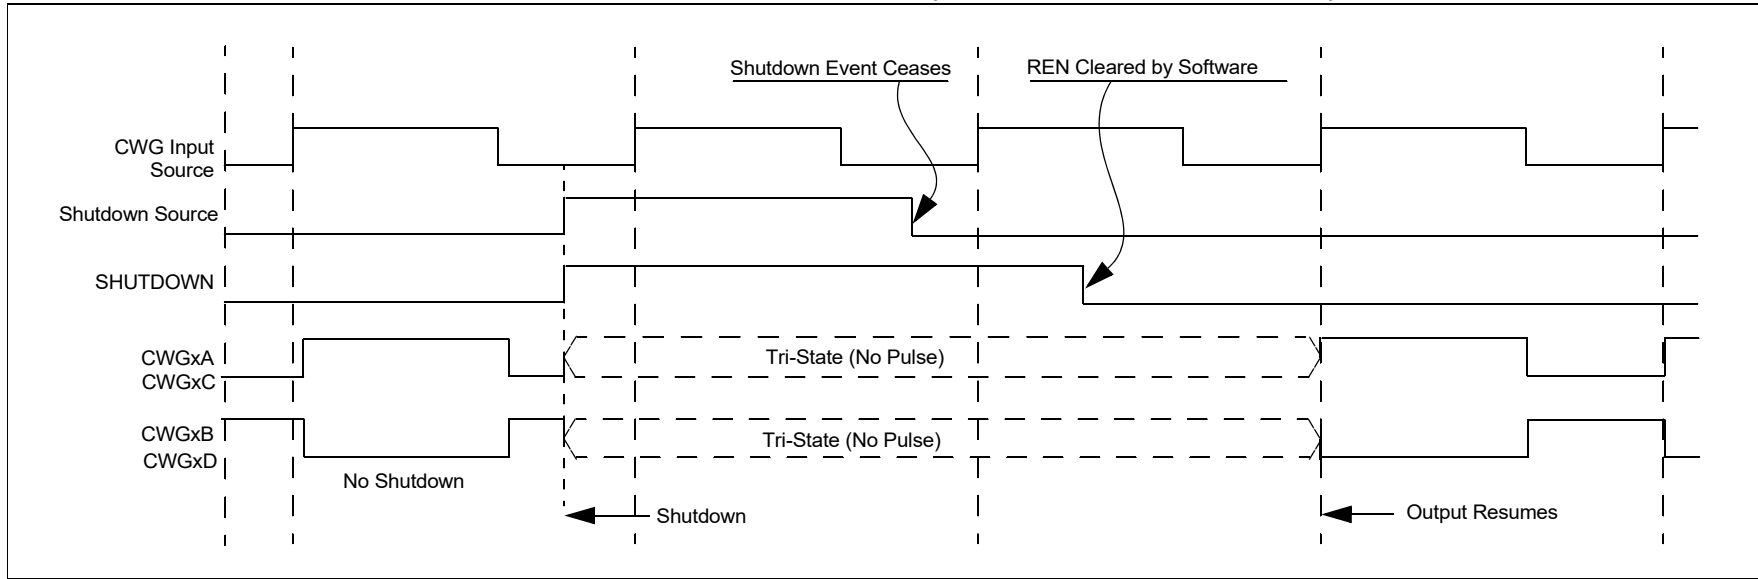 Shutdown Event Ceases
REN Cleared by Software
CWG Input
Source
Shutdown Source
SHUTDOWN
CWGxA
CWGxC
Tri-State (No Pulse)
CWGxB
CWGxD
Tri-State (No Pulse)
No Shutdown
Shutdown
Output Resumes